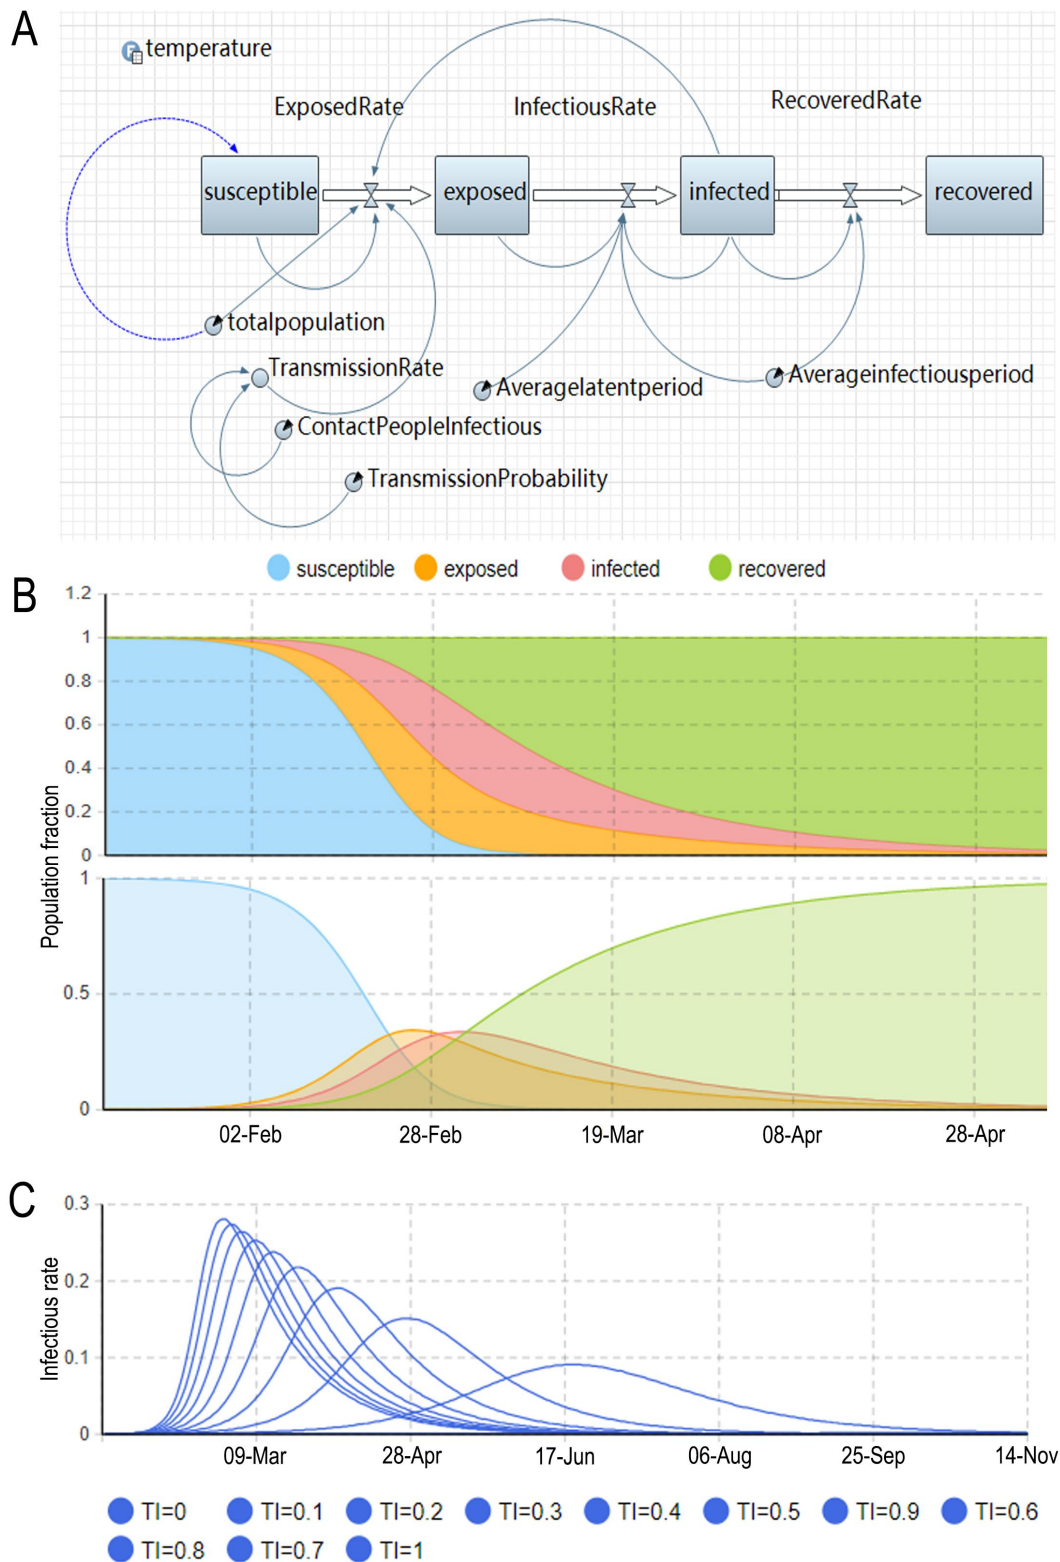 A
temperature
ExposedRate
InfectiousRate
RecoveredRate
susceptible
exposed
infected
recovered
totalpopulation
TransmissionRate
Averagelatentperiod
Averageinfectiousperiod
ContactPeopleInfectious
TransmissionProbability
susceptible exposed infected recovered
B
1.2
1
0.8
0.6
0.4
0.2
0
Population fraction
1
0.5
0
02-Feb 28-Feb 19-Mar 08-Apr 28-Apr
C
0.3
0.2
0.1
0
Infectious rate
09-Mar 28-Apr 17-Jun 06-Aug 25-Sep 14-Nov
TI=0 TI=0.1 TI=0.2 TI=0.3 TI=0.4 TI=0.5 TI=0.9 TI=0.6
TI=0.8 TI=0.7 TI=1